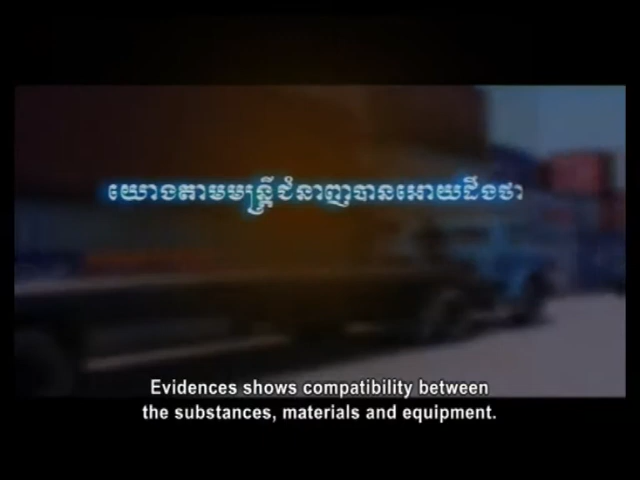 យោងតាមមន្ត្រីជំនាញបានអោយដឹងថា
Evidences shows compatibility between
the substances, materials and equipment.